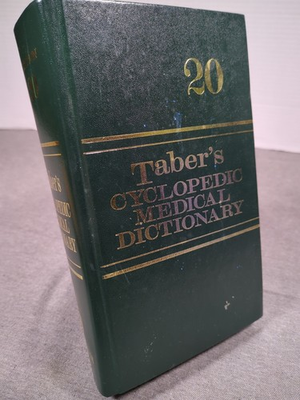 20
Taber's
CYCLOPEDIC
MEDICAL
DICTIONARY